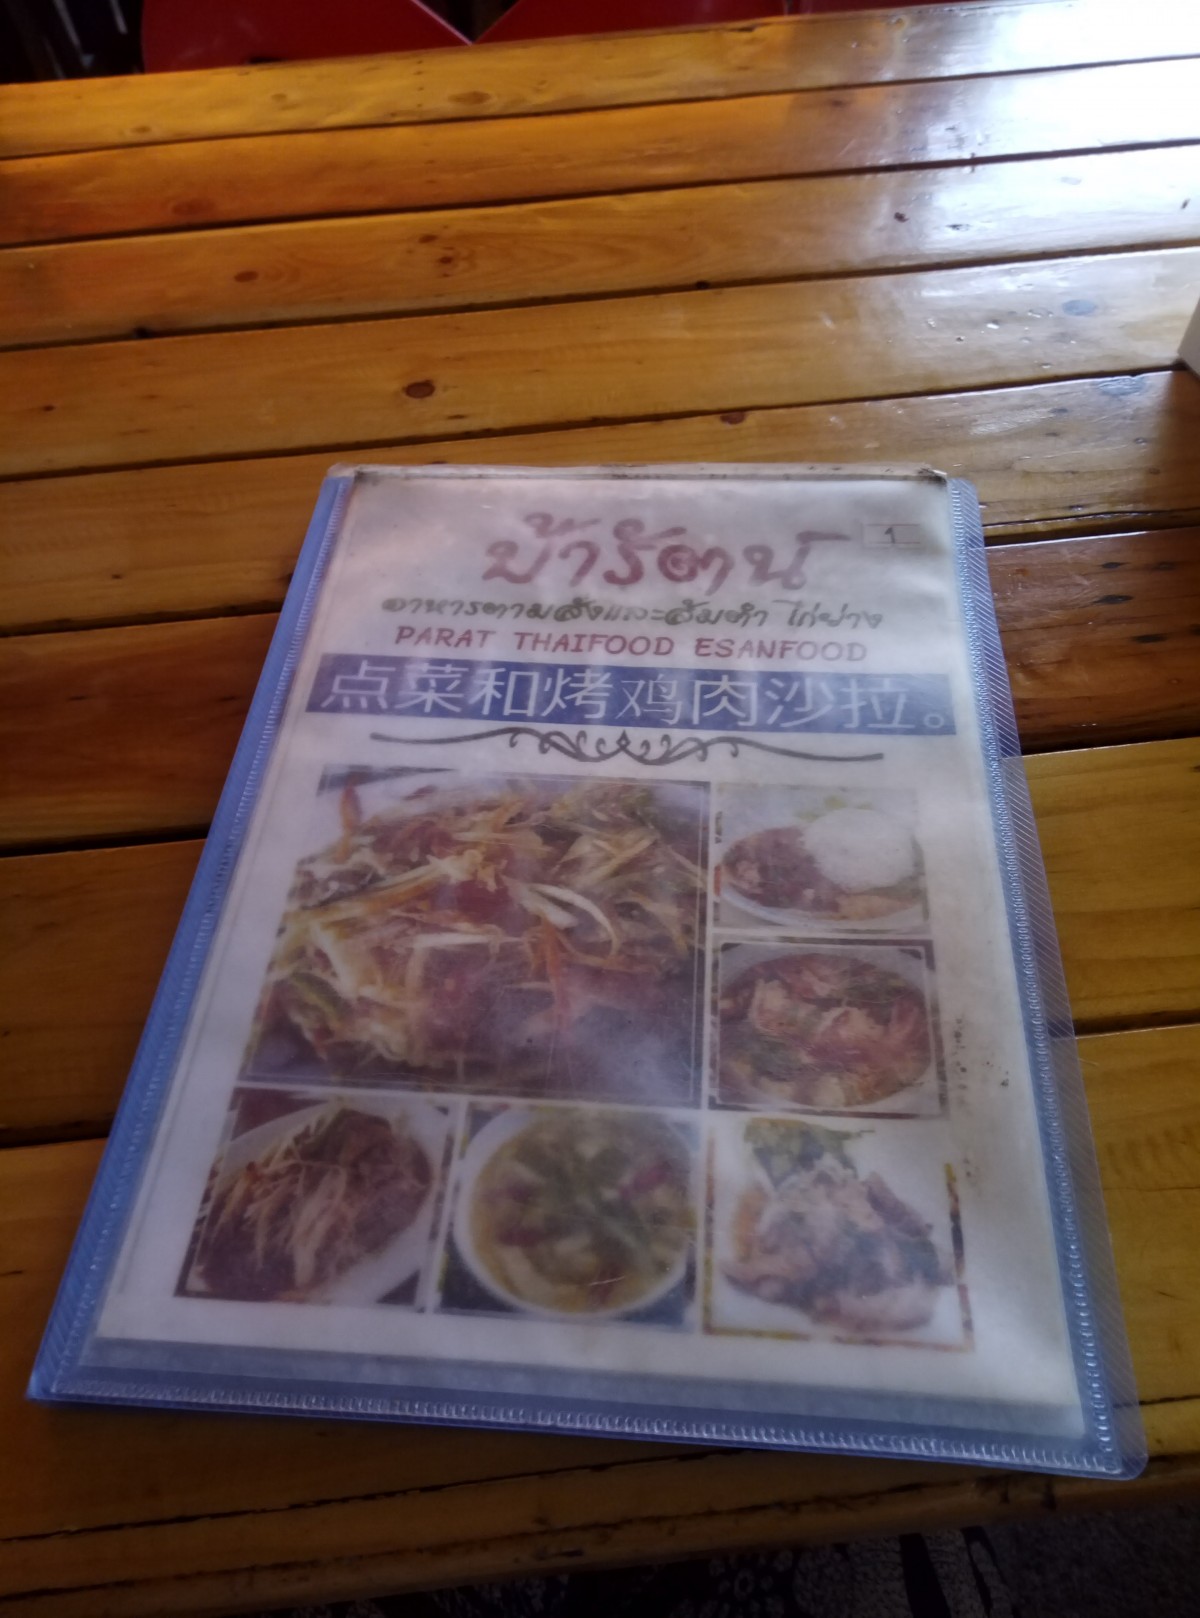 ป้ารัตน์
1
อาหารตามสั่งและส้มตำ ไก่ย่าง
PARAT THAIFOOD ESANFOOD
点菜和烤鸡肉沙拉。